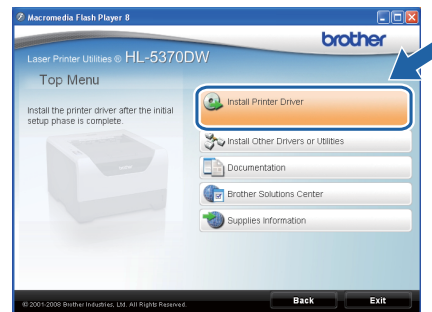 Macromedia Flash Player 8
brother
Laser Printer Utilities ® HL-5370DW
Top Menu
Install the printer driver after the initial
setup phase is complete.
Install Printer Driver
Install Other Drivers or Utilities
Documentation
Brother Solutions Center
Supplies Information
© 2001-2008 Brother Industries, Ltd. All Rights Reserved.
Back
Exit